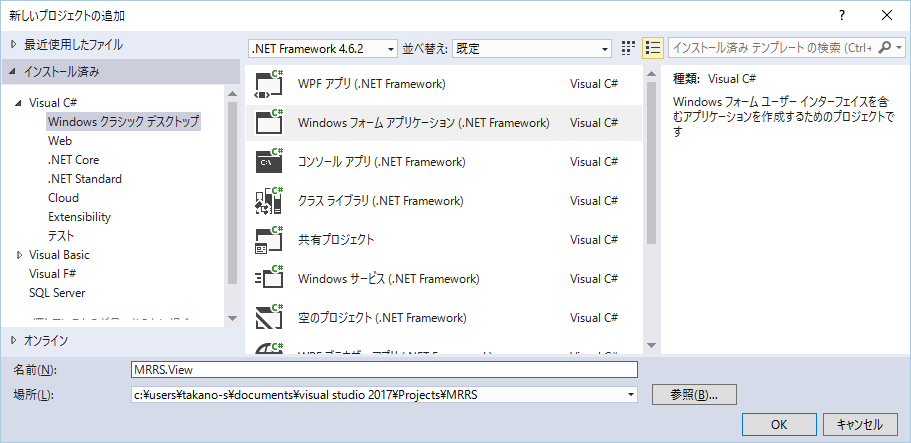 新しいプロジェクトの追加
最近使用したファイル
.NET Framework 4.6.2 並べ替え: 既定
インストール済み テンプレート の検索 (Ctrl+
インストール済み
Visual C#
Windows クラシック デスクトップ
Web
.NET Core
.NET Standard
Cloud
Extensibility
テスト
Visual Basic
Visual F#
SQL Server
オンライン
WPF アプリ (.NET Framework) Visual C#
Windows フォーム アプリケーション (.NET Framework) Visual C#
コンソール アプリ (.NET Framework) Visual C#
クラス ライブラリ (.NET Framework) Visual C#
共有プロジェクト Visual C#
Windows サービス (.NET Framework) Visual C#
空のプロジェクト (.NET Framework) Visual C#
WPF ブラウザー アプリ (.NET Framework) Visual C#
種類: Visual C#
Windows フォーム ユーザー インターフェイスを含
むアプリケーションを作成するためのプロジェクトで
す
名前(N): MRRS.View
場所(L): c:¥users¥takano-s¥documents¥visual studio 2017¥Projects¥MRRS
参照(B)...
OK キャンセル